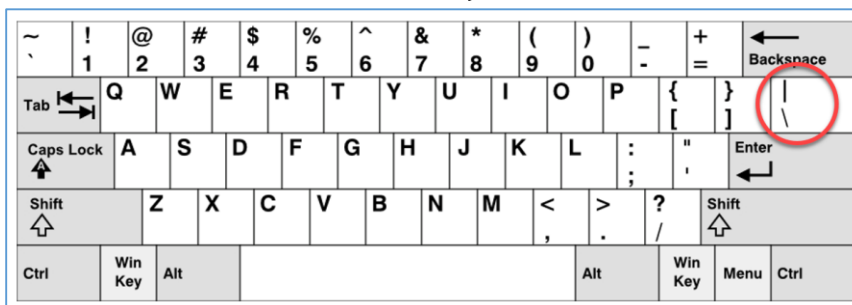 ~ ! @ # $ % ^ & * ( ) _ + Backspace
` 1 2 3 4 5 6 7 8 9 0 - =
Tab Q W E R T Y U I O P { } |
[ ] \
Caps Lock A S D F G H J K L : " Enter
; '
Shift Z X C V B N M < > ? Shift
, . /
Ctrl Win Key Alt Alt Win Key Menu Ctrl